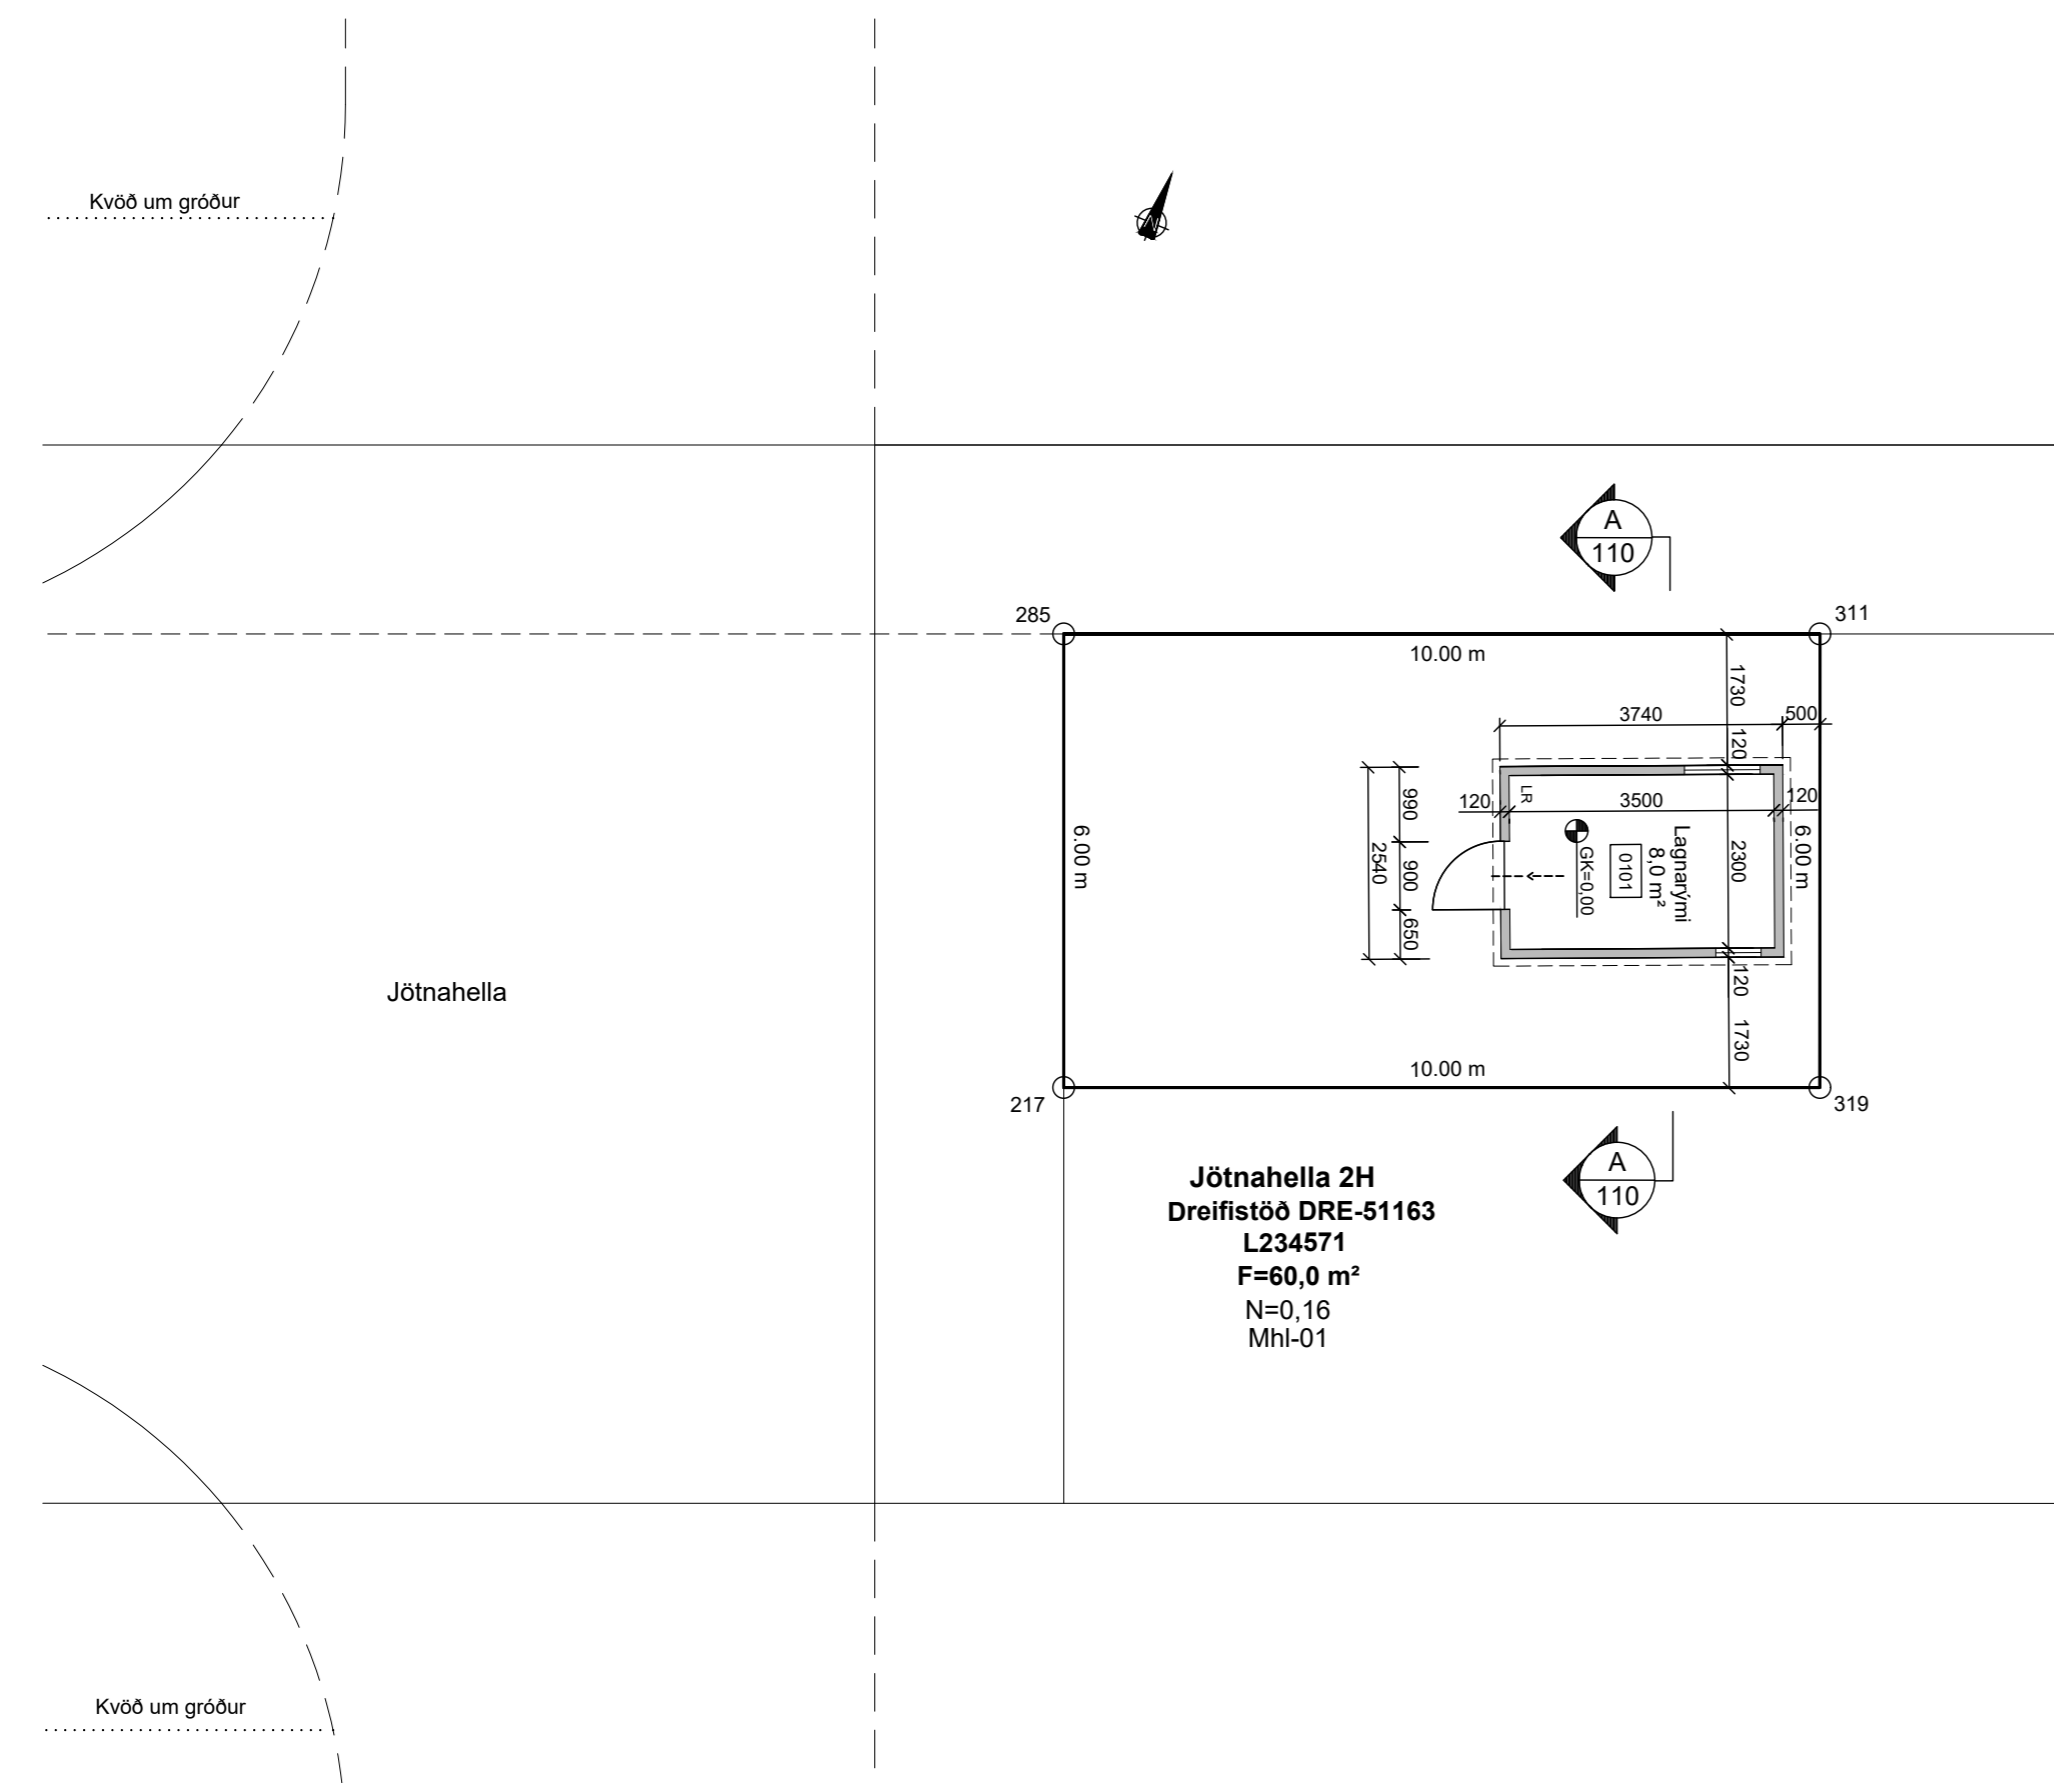 Kvöð um gróður
N
A
110
285
311
10.00 m
1730
3740
500
120
990
120
LR
3500
120
6.00 m
2540
900
GK=0,00
0101
Lagnarými
8,0 m²
2300
6.00 m
650
120
1730
Jötnahella
10.00 m
217
319
A
110
Jötnahella 2H
Dreifistöð DRE-51163
L234571
F=60,0 m²
N=0,16
Mhl-01
Kvöð um gróður